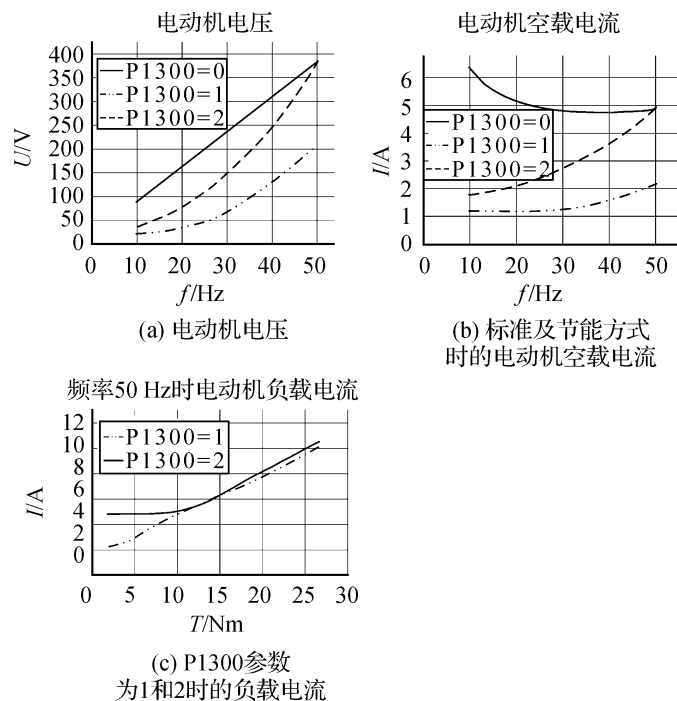 电动机电压
400
350
300
250
200
150
100
50
0
U/V
P1300=0
P1300=1
P1300=2
0 10 20 30 40 50
f/Hz
(a) 电动机电压
电动机空载电流
6
5
4
3
2
1
0
I/A
P1300=0
P1300=1
P1300=2
0 10 20 30 40 50
f/Hz
(b) 标准及节能方式
时的电动机空载电流
频率50 Hz时电动机负载电流
12
10
8
6
4
2
0
I/A
P1300=1
P1300=2
0 5 10 15 20 25 30
T/Nm
(c) P1300参数
为1和2时的负载电流